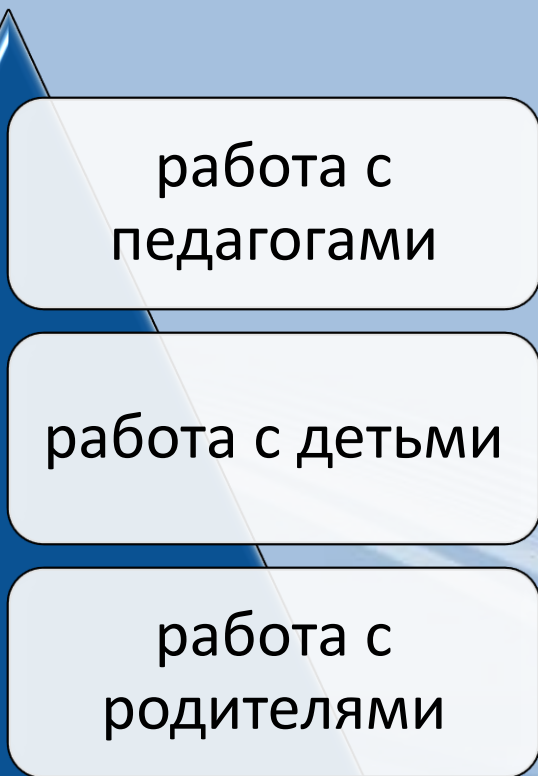 работа с
педагогами
работа с детьми
работа с
родителями